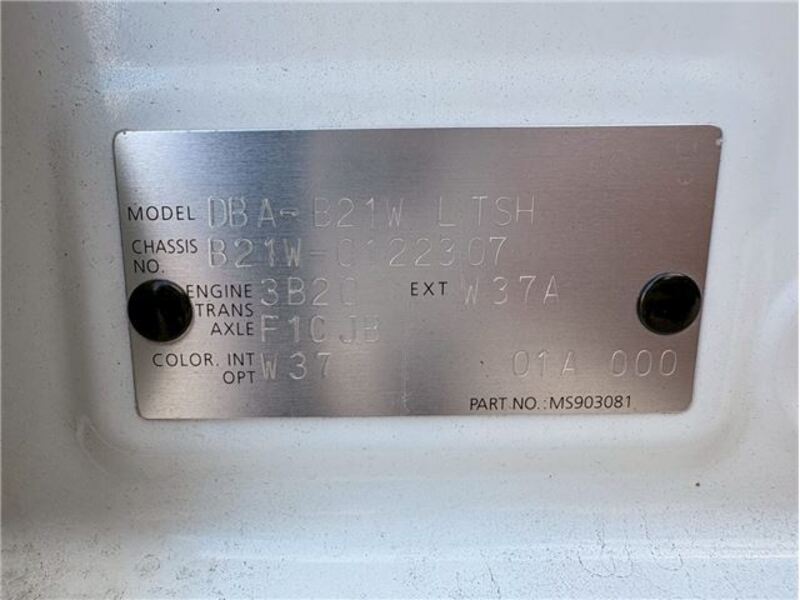 MODEL DBA-B21W LTSH
CHASSIS NO. B21W-0122307
ENGINE 3B20 EXT W37A
TRANS AXLE F1CJB
COLOR. INT OPT W37 01A 000
PART NO.: MS903081